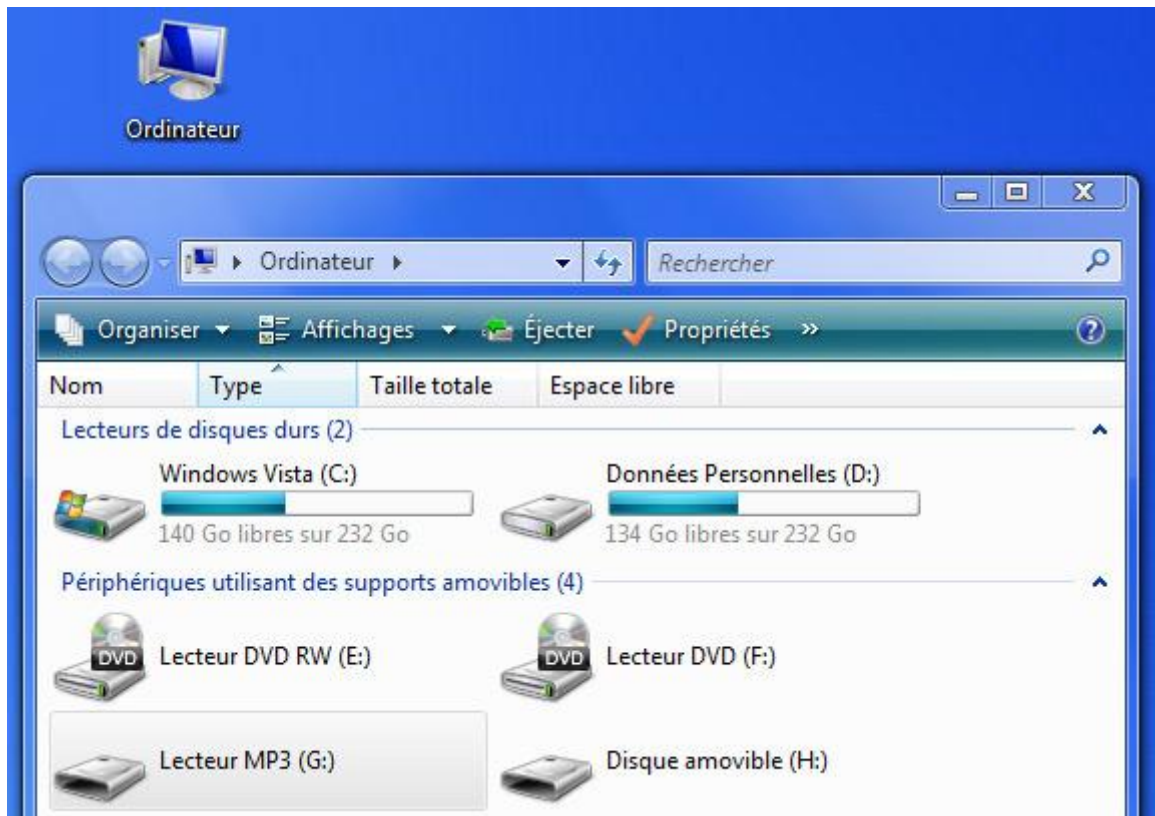 Ordinateur
Ordinateur
Rechercher
Organiser Affichages Éjecter Propriétés »
Nom Type Taille totale Espace libre
Lecteurs de disques durs (2)
Windows Vista (C:) Données Personnelles (D:)
140 Go libres sur 232 Go 134 Go libres sur 232 Go
Périphériques utilisant des supports amovibles (4)
DVD Lecteur DVD RW (E:) DVD Lecteur DVD (F:)
Lecteur MP3 (G:) Disque amovible (H:)